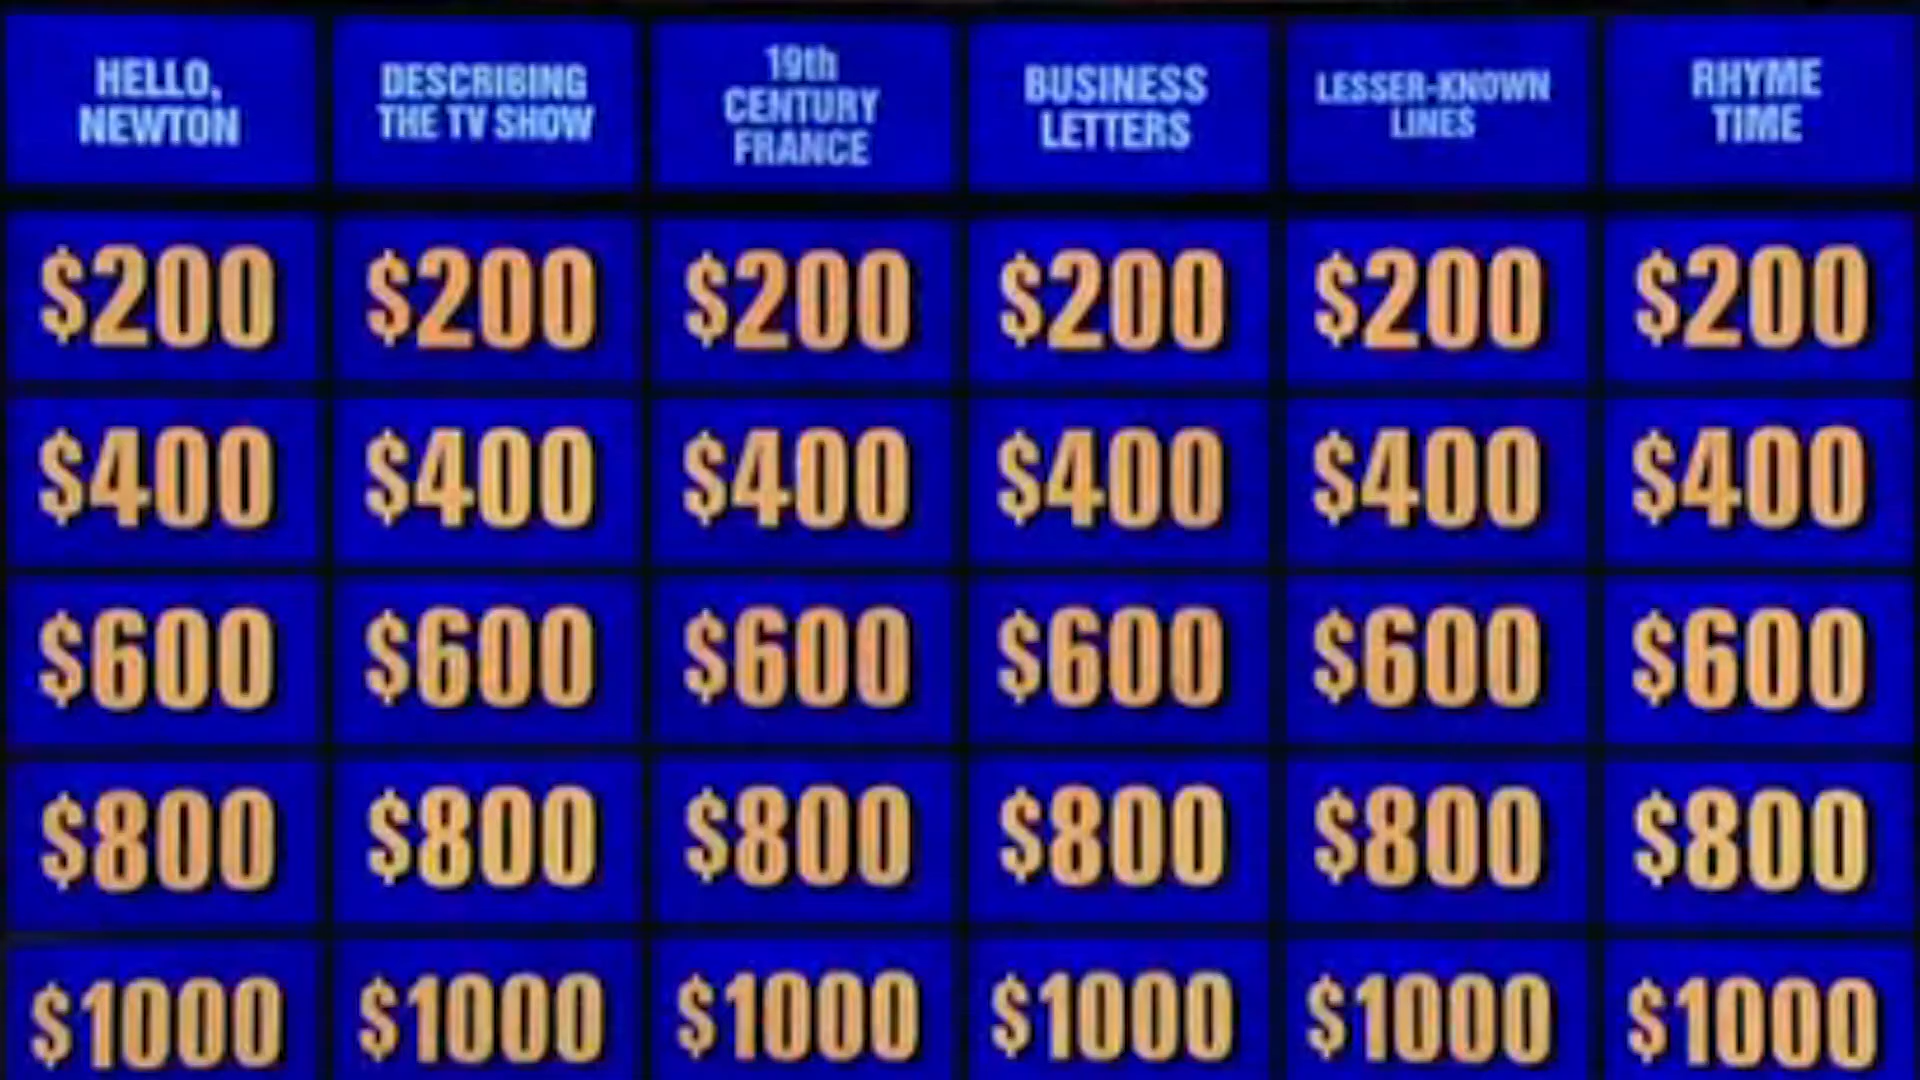 HELLO,
NEWTON
DESCRIBING
THE TV SHOW
19th
CENTURY
FRANCE
BUSINESS
LETTERS
LESSER-KNOWN
LINES
RHYME
TIME
$200 $200 $200 $200 $200 $200
$400 $400 $400 $400 $400 $400
$600 $600 $600 $600 $600 $600
$800 $800 $800 $800 $800 $800
$1000 $1000 $1000 $1000 $1000 $1000